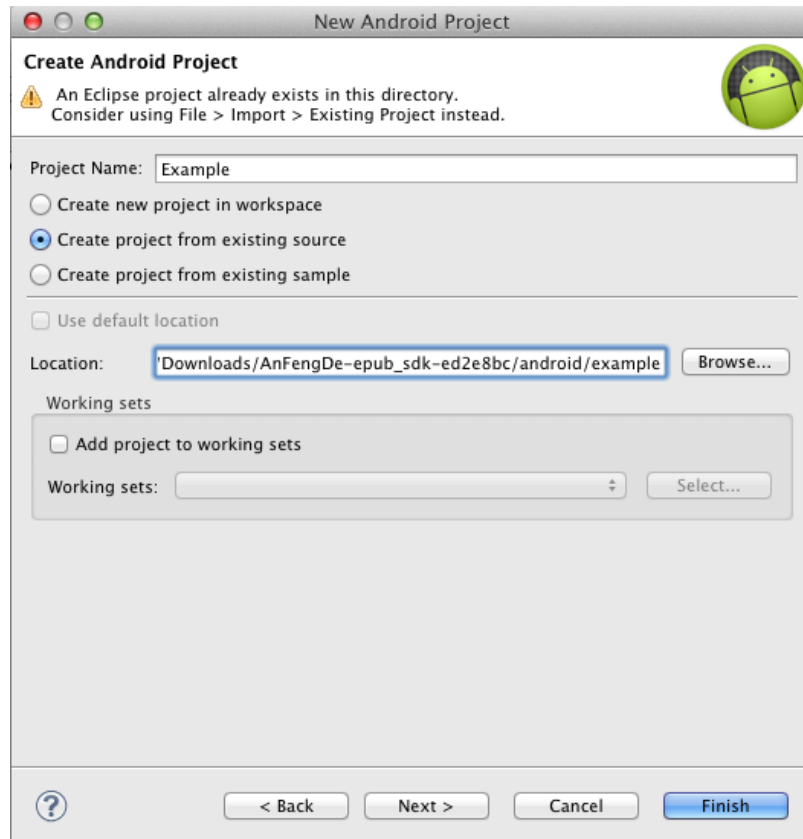 New Android Project
Create Android Project
An Eclipse project already exists in this directory.
Consider using File > Import > Existing Project instead.
Project Name: Example
Create new project in workspace
Create project from existing source
Create project from existing sample
Use default location
Location: 'Downloads/AnFengDe-epub_sdk-ed2e8bc/android/example Browse...
Working sets
Add project to working sets
Working sets: Select...
? < Back Next > Cancel Finish